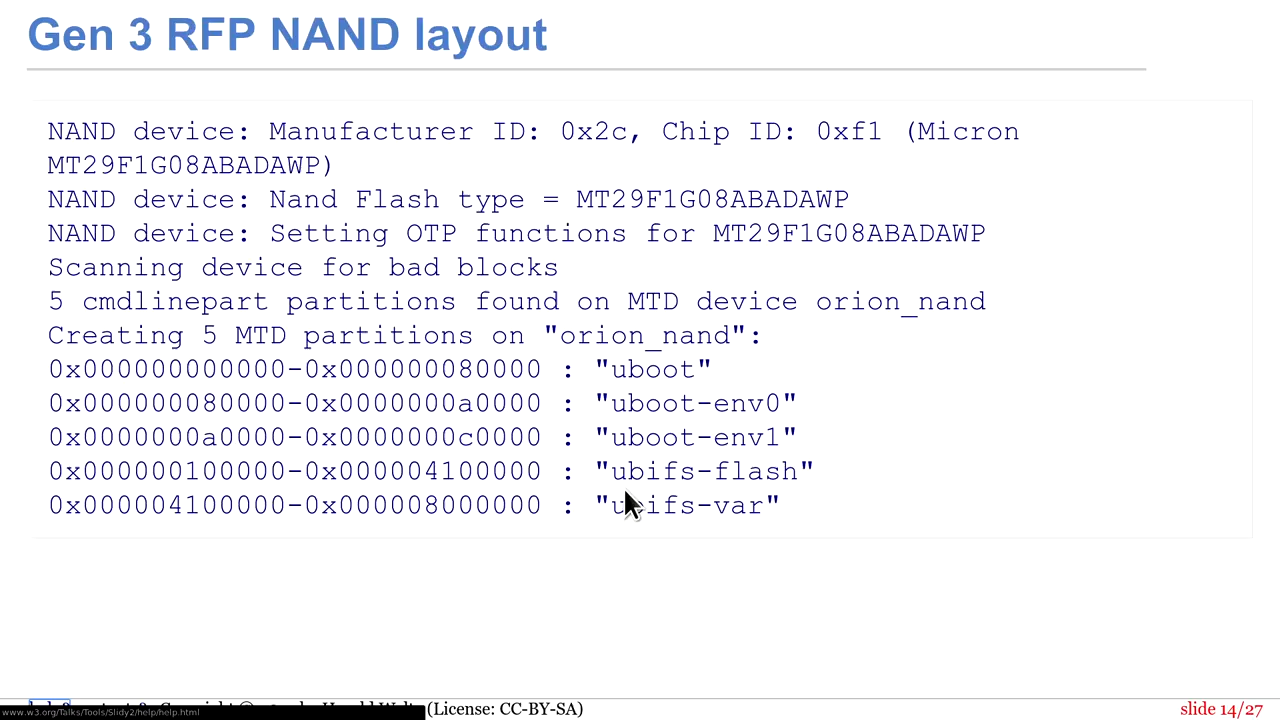 Gen 3 RFP NAND layout
NAND device: Manufacturer ID: 0x2c, Chip ID: 0xf1 (Micron
MT29F1G08ABADAWP)
NAND device: Nand Flash type = MT29F1G08ABADAWP
NAND device: Setting OTP functions for MT29F1G08ABADAWP
Scanning device for bad blocks
5 cmdlinepart partitions found on MTD device orion_nand
Creating 5 MTD partitions on "orion_nand":
0x000000000000-0x000000080000 : "uboot"
0x000000080000-0x0000000a0000 : "uboot-env0"
0x0000000a0000-0x0000000c0000 : "uboot-env1"
0x000000100000-0x000004100000 : "ubifs-flash"
0x000004100000-0x000008000000 : "ubifs-var"
(License: CC-BY-SA)
slide 14/27
www.w3.org/Talks/Tools/Slidy2/help/help.html